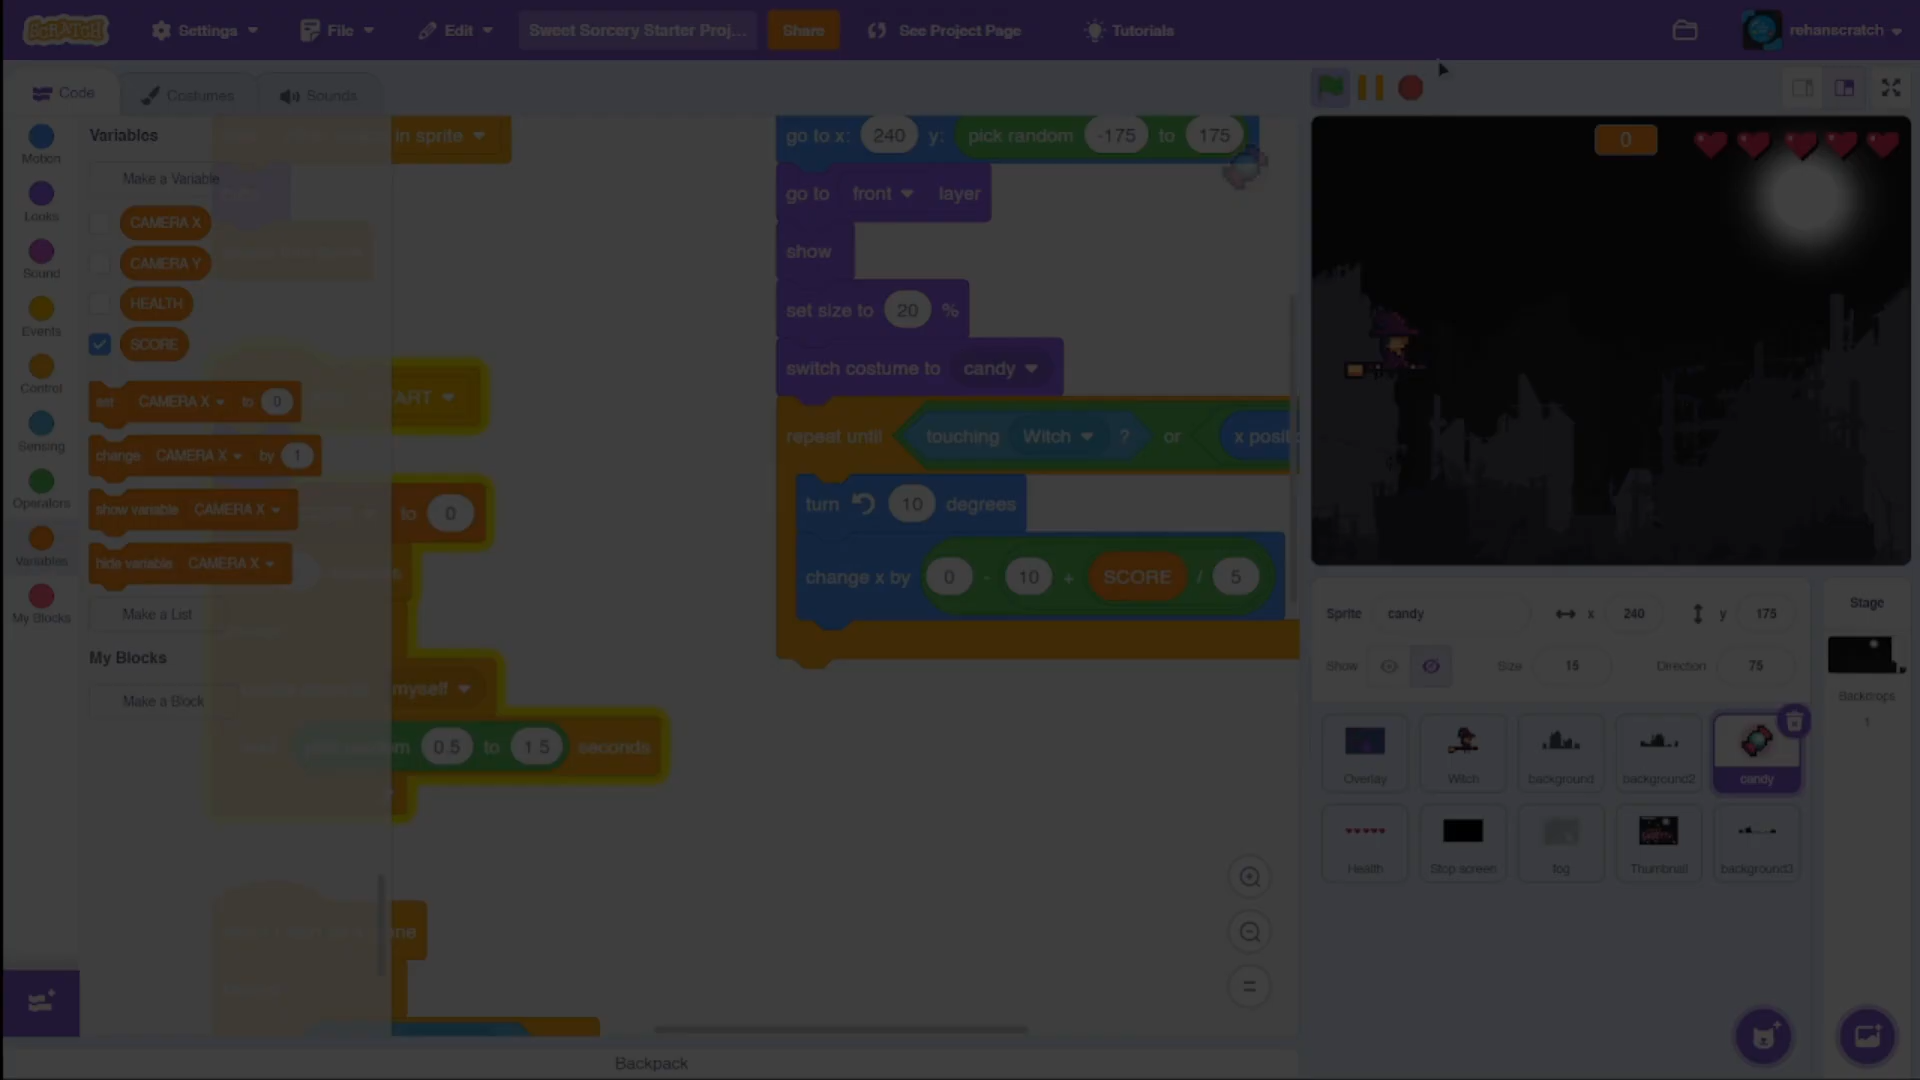 SCRATCH
Settings
File
Edit
Sweet Sorcery Starter Proj...
Share
See Project Page
Tutorials
rehanscratch
Code
Costumes
Sounds
Motion
Looks
Sound
Events
Control
Sensing
Operators
Variables
My Blocks
Variables
Make a Variable
CAMERA X
CAMERA Y
HEALTH
SCORE
set CAMERA X to 0
change CAMERA X by 1
show variable CAMERA X
hide variable CAMERA X
Make a List
My Blocks
Make a Block
in sprite
to 0
myself
0.5 to 1.5 seconds
go to x: 240 y: pick random -175 to 175
go to front layer
show
set size to 20 %
switch costume to candy
repeat until touching Witch ? or
turn 10 degrees
change x by 0 - 10 + SCORE / 5
Backpack
0
Sprite candy x 240 y 175
Show Size 15 Direction 75
Overlay
Witch
background
background2
candy
Health
Stop screen
fog
Thumbnail
background3
Stage
Backdrops
1